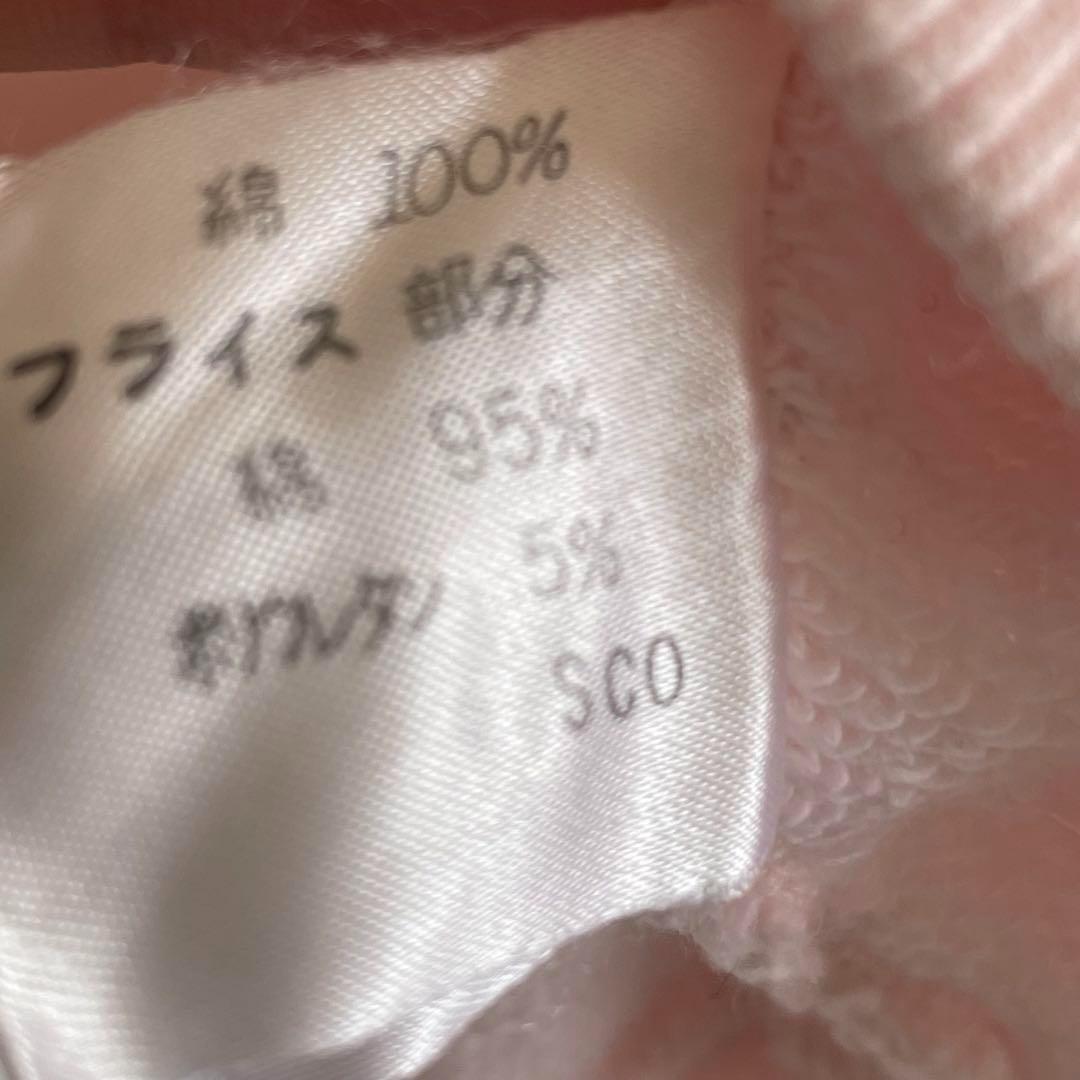 綿 100%
フライス部分
綿 95%
ポリウレタン 5%
SCO